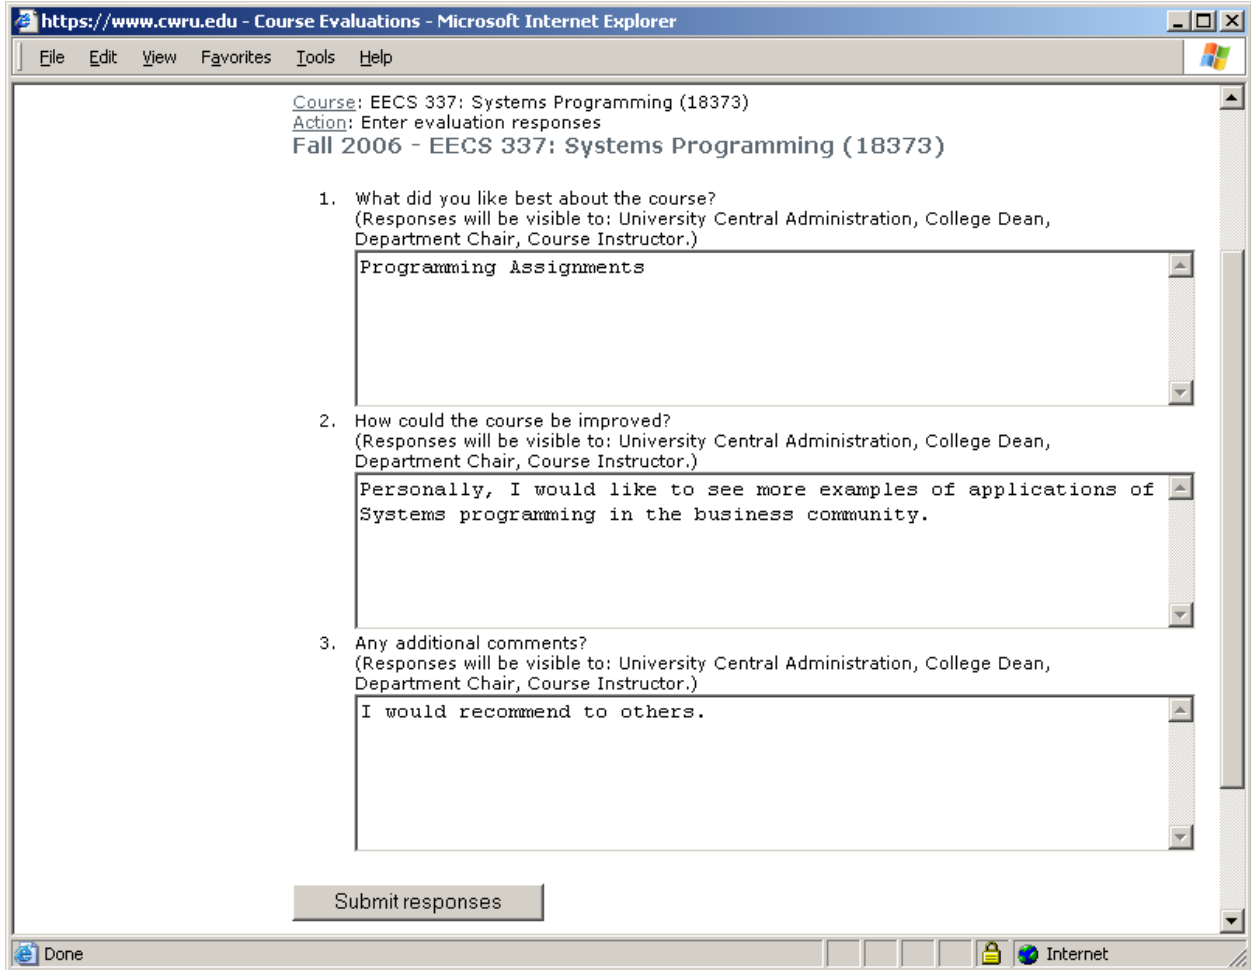 https://www.cwru.edu - Course Evaluations - Microsoft Internet Explorer
File Edit View Favorites Tools Help
Course: EECS 337: Systems Programming (18373)
Action: Enter evaluation responses
Fall 2006 - EECS 337: Systems Programming (18373)
1. What did you like best about the course?
(Responses will be visible to: University Central Administration, College Dean,
Department Chair, Course Instructor.)
Programming Assignments
2. How could the course be improved?
(Responses will be visible to: University Central Administration, College Dean,
Department Chair, Course Instructor.)
Personally, I would like to see more examples of applications of
Systems programming in the business community.
3. Any additional comments?
(Responses will be visible to: University Central Administration, College Dean,
Department Chair, Course Instructor.)
I would recommend to others.
Submit responses
Done Internet